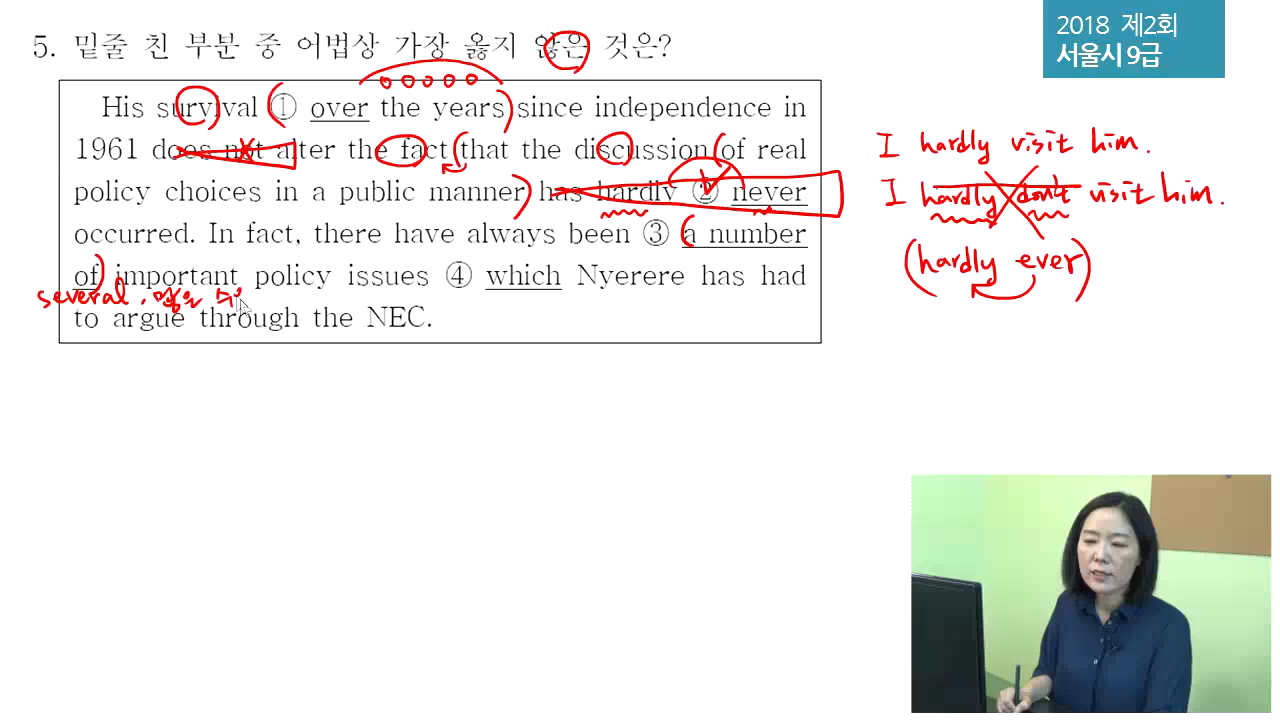 2018 제2회
서울시 9급
5. 밑줄 친 부분 중 어법상 가장 옳지 않은 것은?
His survival ① over the years since independence in
1961 does not alter the fact that the discussion of real
policy choices in a public manner has hardly ② never
occurred. In fact, there have always been ③ a number
of important policy issues ④ which Nyerere has had
to argue through the NEC.
several.
I hardly visit him.
I hardly don't visit him.
(hardly ever)